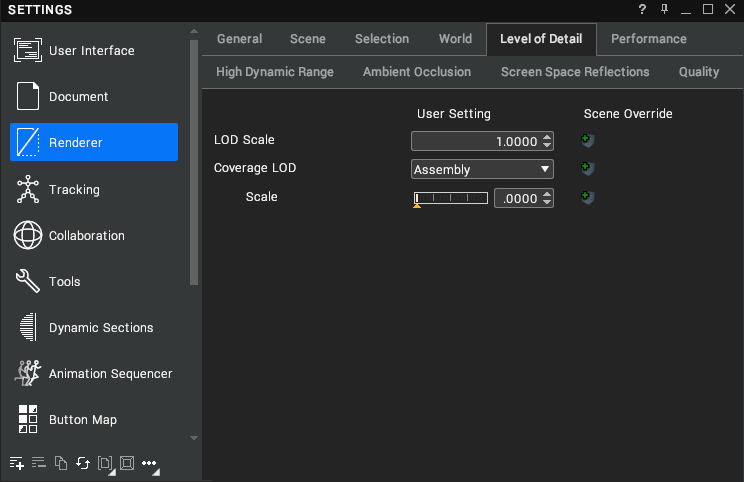 SETTINGS
?
User Interface
Document
Renderer
Tracking
Collaboration
Tools
Dynamic Sections
Animation Sequencer
Button Map
General Scene Selection World Level of Detail Performance
High Dynamic Range Ambient Occlusion Screen Space Reflections Quality
User Setting Scene Override
LOD Scale 1.0000
Coverage LOD Assembly
Scale .0000